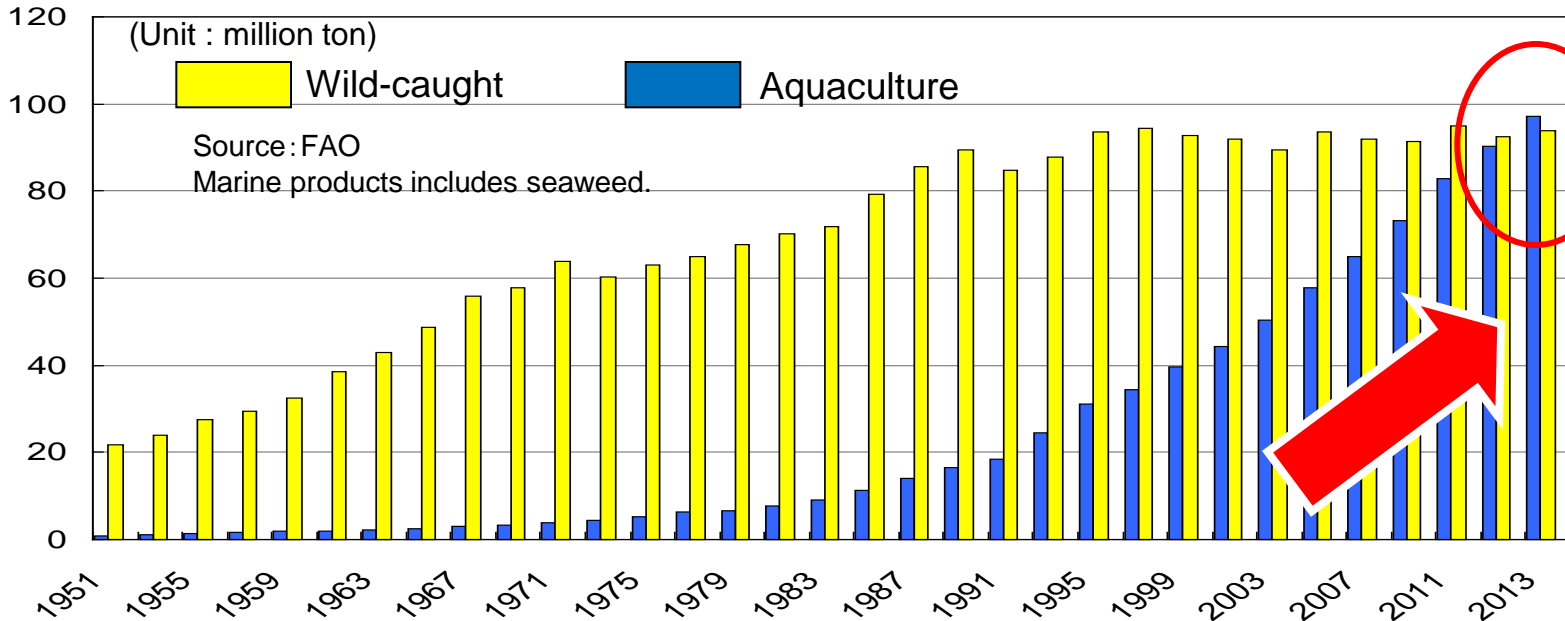 120
(Unit : million ton)
Wild-caught Aquaculture
100
Source：FAO
Marine products includes seaweed.
80
60
40
20
0
1951 1955 1959 1963 1967 1971 1975 1979 1983 1987 1991 1995 1999 2003 2007 2011 2013